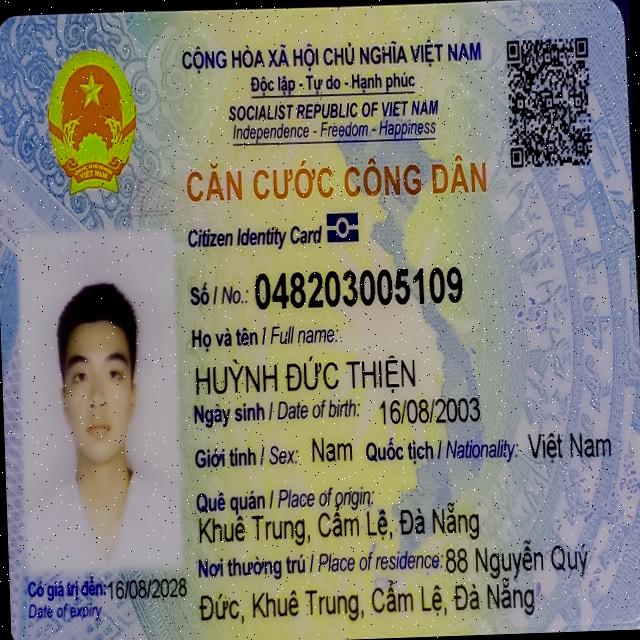 CỘNG HÒA XÃ HỘI CHỦ NGHĨA VIỆT NAM
Độc lập - Tự do - Hạnh phúc
SOCIALIST REPUBLIC OF VIET NAM
Independence - Freedom - Happiness
CĂN CƯỚC CÔNG DÂN
Citizen Identity Card
Số / No.: 048203005109
Họ và tên / Full name:
HUỲNH ĐỨC THIỆN
Ngày sinh / Date of birth: 16/08/2003
Giới tính / Sex: Nam Quốc tịch / Nationality: Việt Nam
Quê quán / Place of origin:
Khuê Trung, Cẩm Lệ, Đà Nẵng
Nơi thường trú / Place of residence: 88 Nguyễn Quý
Đức, Khuê Trung, Cẩm Lệ, Đà Nẵng
Có giá trị đến: 16/08/2028
Date of expiry
VIỆT NAM